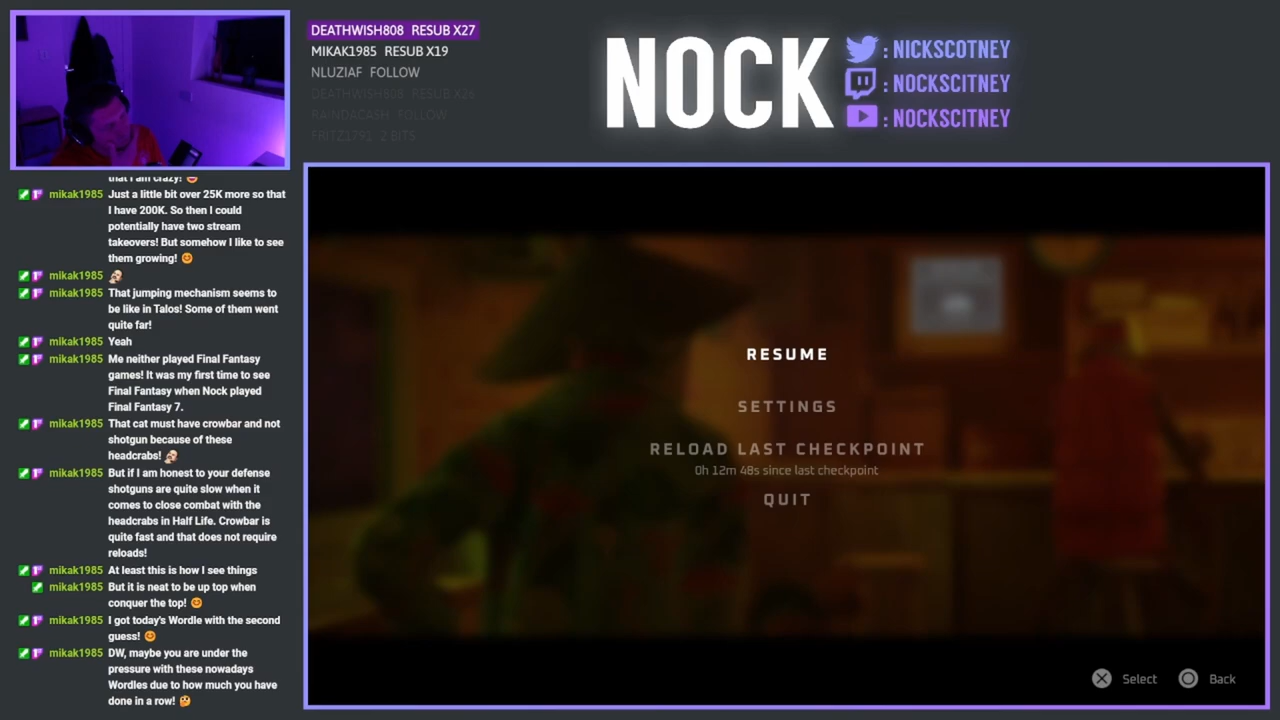 DEATHWISH808 RESUB X27
MIKAK1985 RESUB X19
NLUZIAF FOLLOW
DEATHWISH808 RESUB X26
RAINDACASH FOLLOW
FRITZ1791 2 BITS
NOCK
: NICKSCOTNEY
: NOCKSCITNEY
: NOCKSCITNEY
that I am crazy!
mikak1985 Just a little bit over 25K more so that
I have 200K. So then I could
potentially have two stream
takeovers! But somehow I like to see
them growing!
mikak1985
mikak1985 That jumping mechanism seems to
be like in Talos! Some of them went
quite far!
mikak1985 Yeah
mikak1985 Me neither played Final Fantasy
games! It was my first time to see
Final Fantasy when Nock played
Final Fantasy 7.
mikak1985 That cat must have crowbar and not
shotgun because of these
headcrabs!
mikak1985 But if I am honest to your defense
shotguns are quite slow when it
comes to close combat with the
headcrabs in Half Life. Crowbar is
quite fast and that does not require
reloads!
mikak1985 At least this is how I see things
mikak1985 But it is neat to be up top when
conquer the top!
mikak1985 I got today's Wordle with the second
guess!
mikak1985 DW, maybe you are under the
pressure with these nowadays
Wordles due to how much you have
done in a row!
RESUME
SETTINGS
RELOAD LAST CHECKPOINT
0h 12m 48s since last checkpoint
QUIT
Select Back